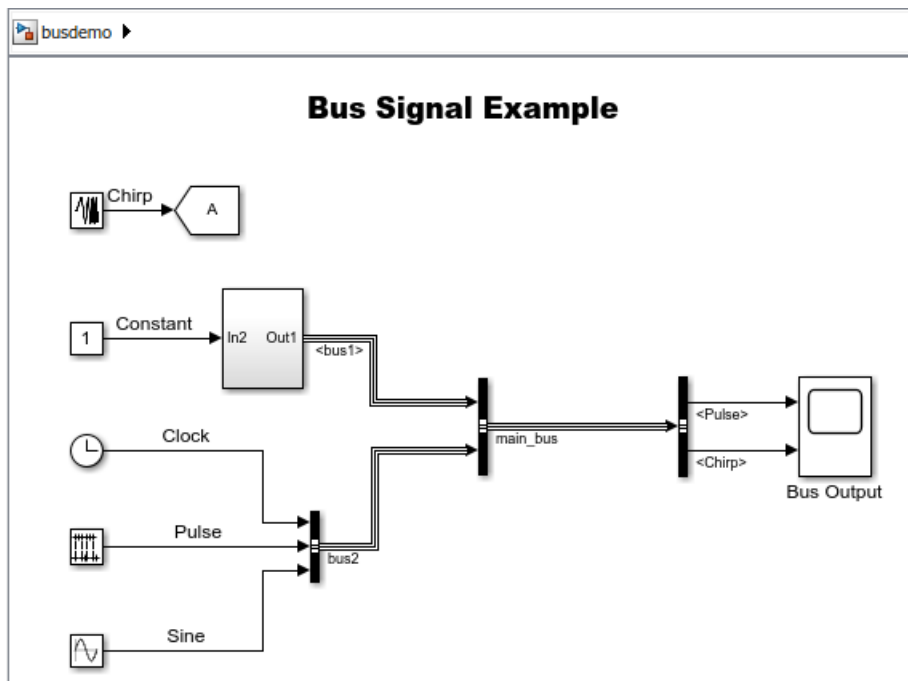 busdemo
Bus Signal Example
Chirp
A
Constant
1
In2 Out1
<bus1>
Clock
main_bus
<Pulse>
<Chirp>
Bus Output
Pulse
bus2
Sine